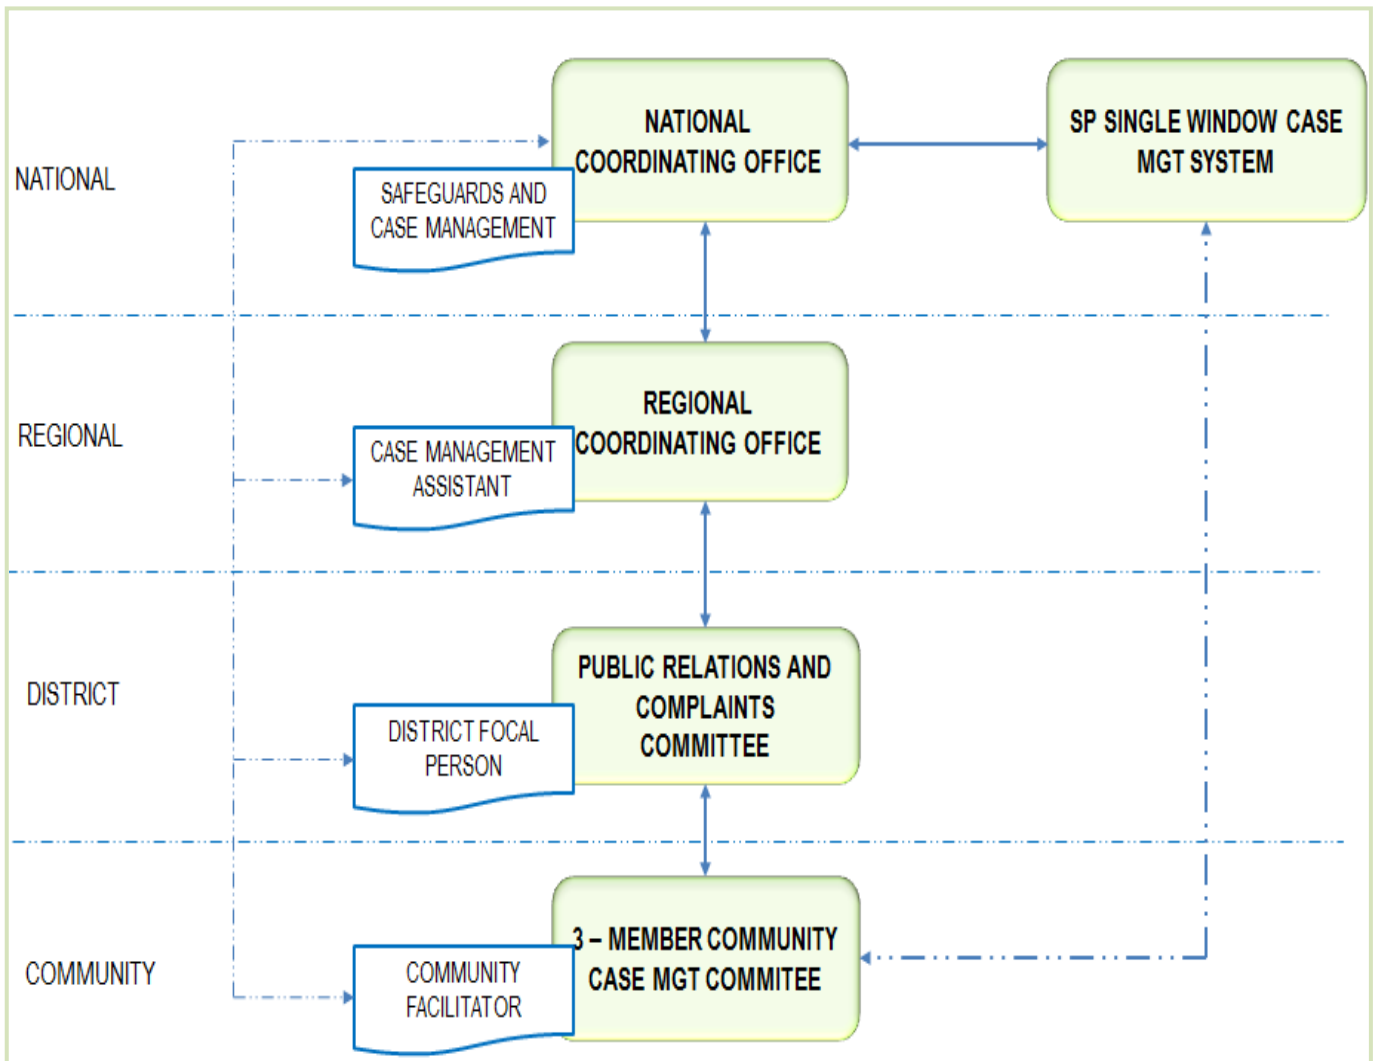 NATIONAL
COORDINATING OFFICE
SP SINGLE WINDOW CASE
MGT SYSTEM
NATIONAL
SAFEGUARDS AND
CASE MANAGEMENT
REGIONAL
COORDINATING OFFICE
REGIONAL
CASE MANAGEMENT
ASSISTANT
PUBLIC RELATIONS AND
COMPLAINTS
COMMITTEE
DISTRICT
DISTRICT FOCAL
PERSON
3 – MEMBER COMMUNITY
CASE MGT COMMITEE
COMMUNITY
COMMUNITY
FACILITATOR